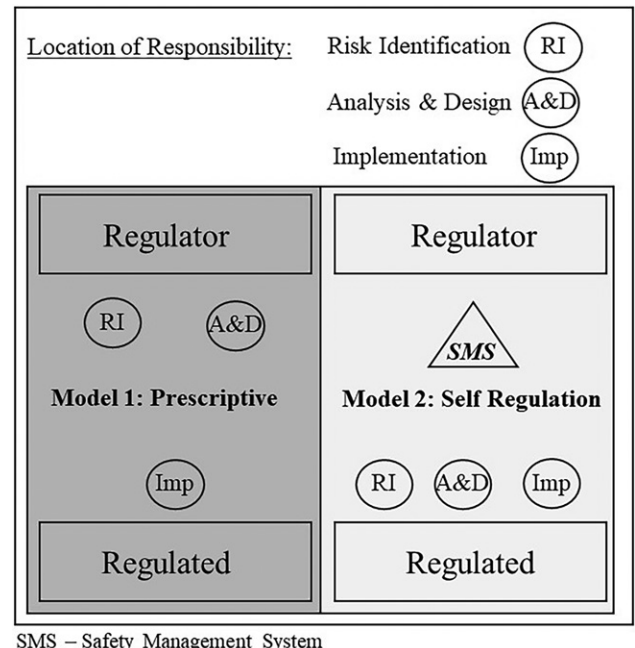 Location of Responsibility:
Risk Identification RI
Analysis & Design A&D
Implementation Imp
Regulator
RI A&D
Model 1: Prescriptive
Imp
Regulated
Regulator
SMS
Model 2: Self Regulation
RI A&D Imp
Regulated
SMS – Safety Management System